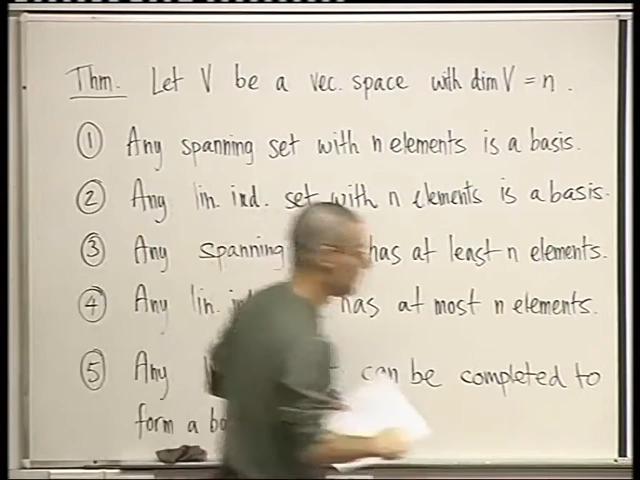 Thm. Let V be a vec. space with dim V = n .
① Any spanning set with n elements is a basis.
② Any lin. ind. set with n elements is a basis.
③ Any spanning has at least n elements.
④ Any lin. has at most n elements.
⑤ Any can be completed to
form a